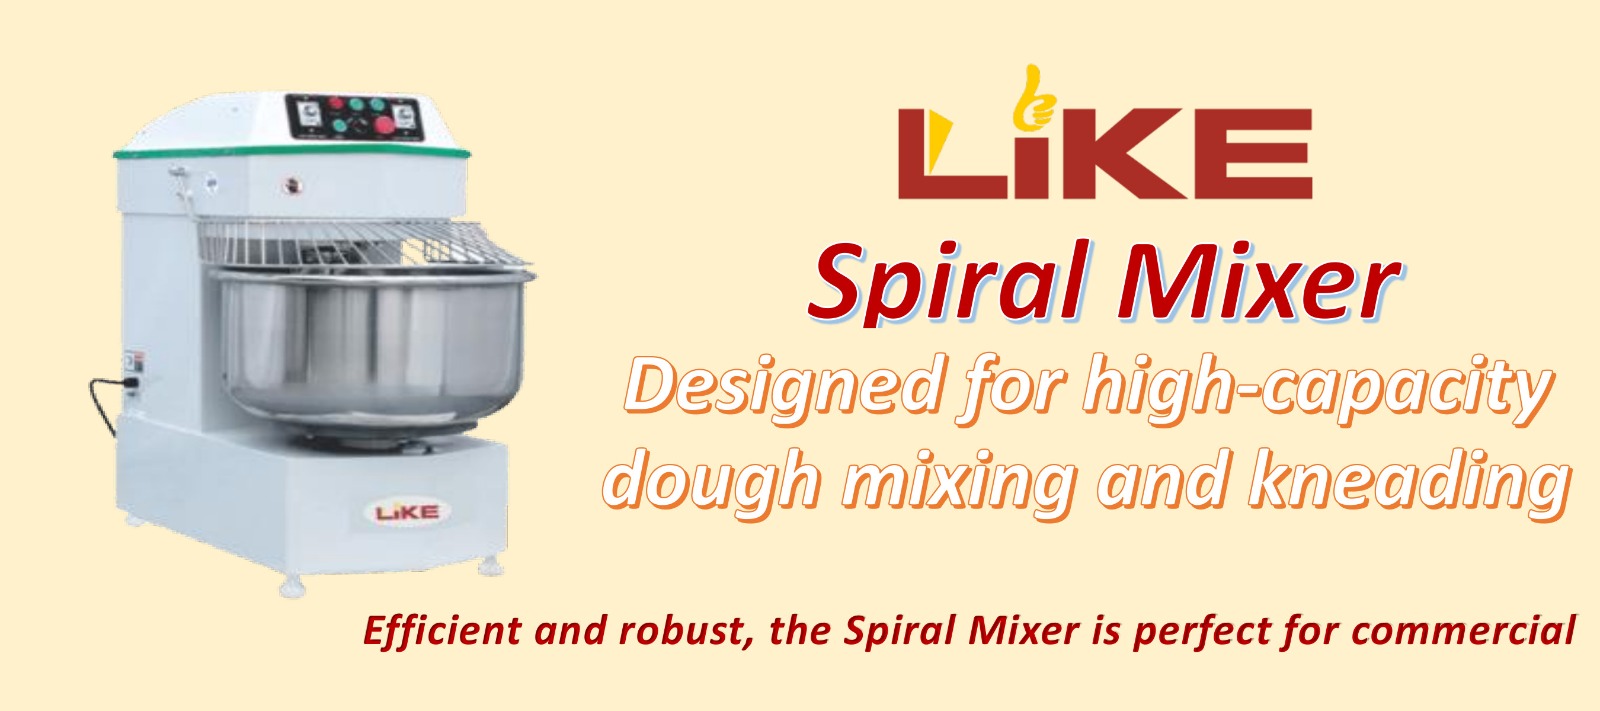 LiKE
Spiral Mixer
Designed for high-capacity
dough mixing and kneading
LiKE
Efficient and robust, the Spiral Mixer is perfect for commercial